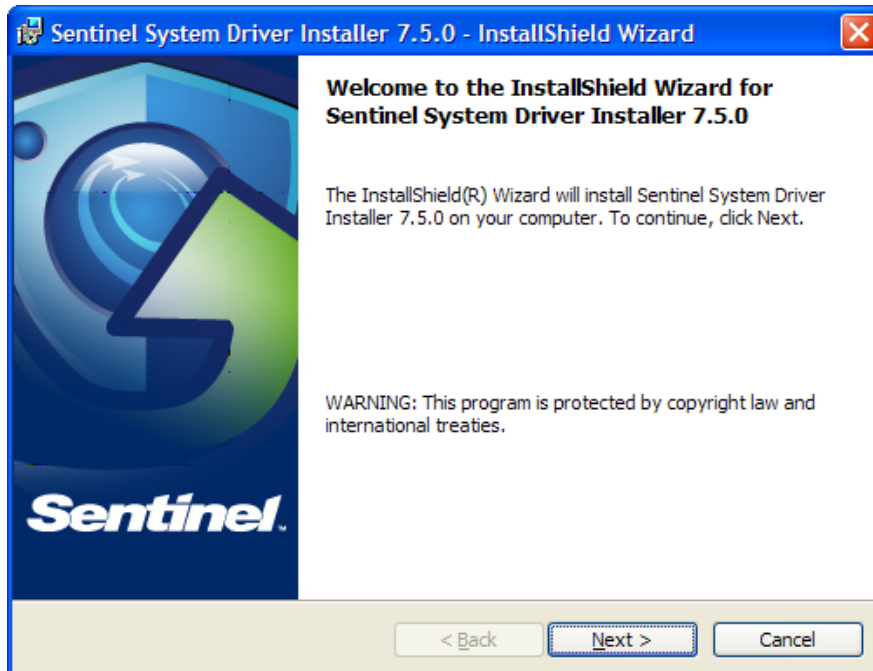 Sentinel System Driver Installer 7.5.0 - InstallShield Wizard
Welcome to the InstallShield Wizard for
Sentinel System Driver Installer 7.5.0
The InstallShield(R) Wizard will install Sentinel System Driver
Installer 7.5.0 on your computer. To continue, click Next.
WARNING: This program is protected by copyright law and
international treaties.
Sentinel™
< Back
Next >
Cancel